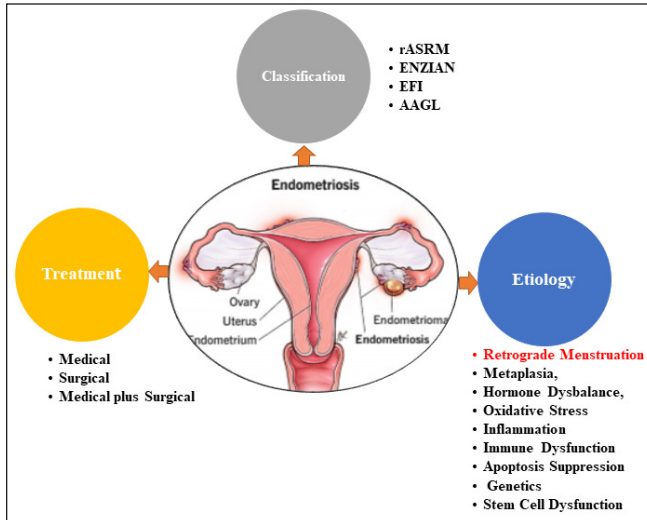 Classification
• rASRM
• ENZIAN
• EFI
• AAGL
Endometriosis
Treatment
Ovary
Uterus
Endometrium
Endometrioma
Endometriosis
Etiology
• Medical
• Surgical
• Medical plus Surgical
• Retrograde Menstruation
• Metaplasia,
• Hormone Dysbalance,
• Oxidative Stress
• Inflammation
• Immune Dysfunction
• Apoptosis Suppression
• Genetics
• Stem Cell Dysfunction